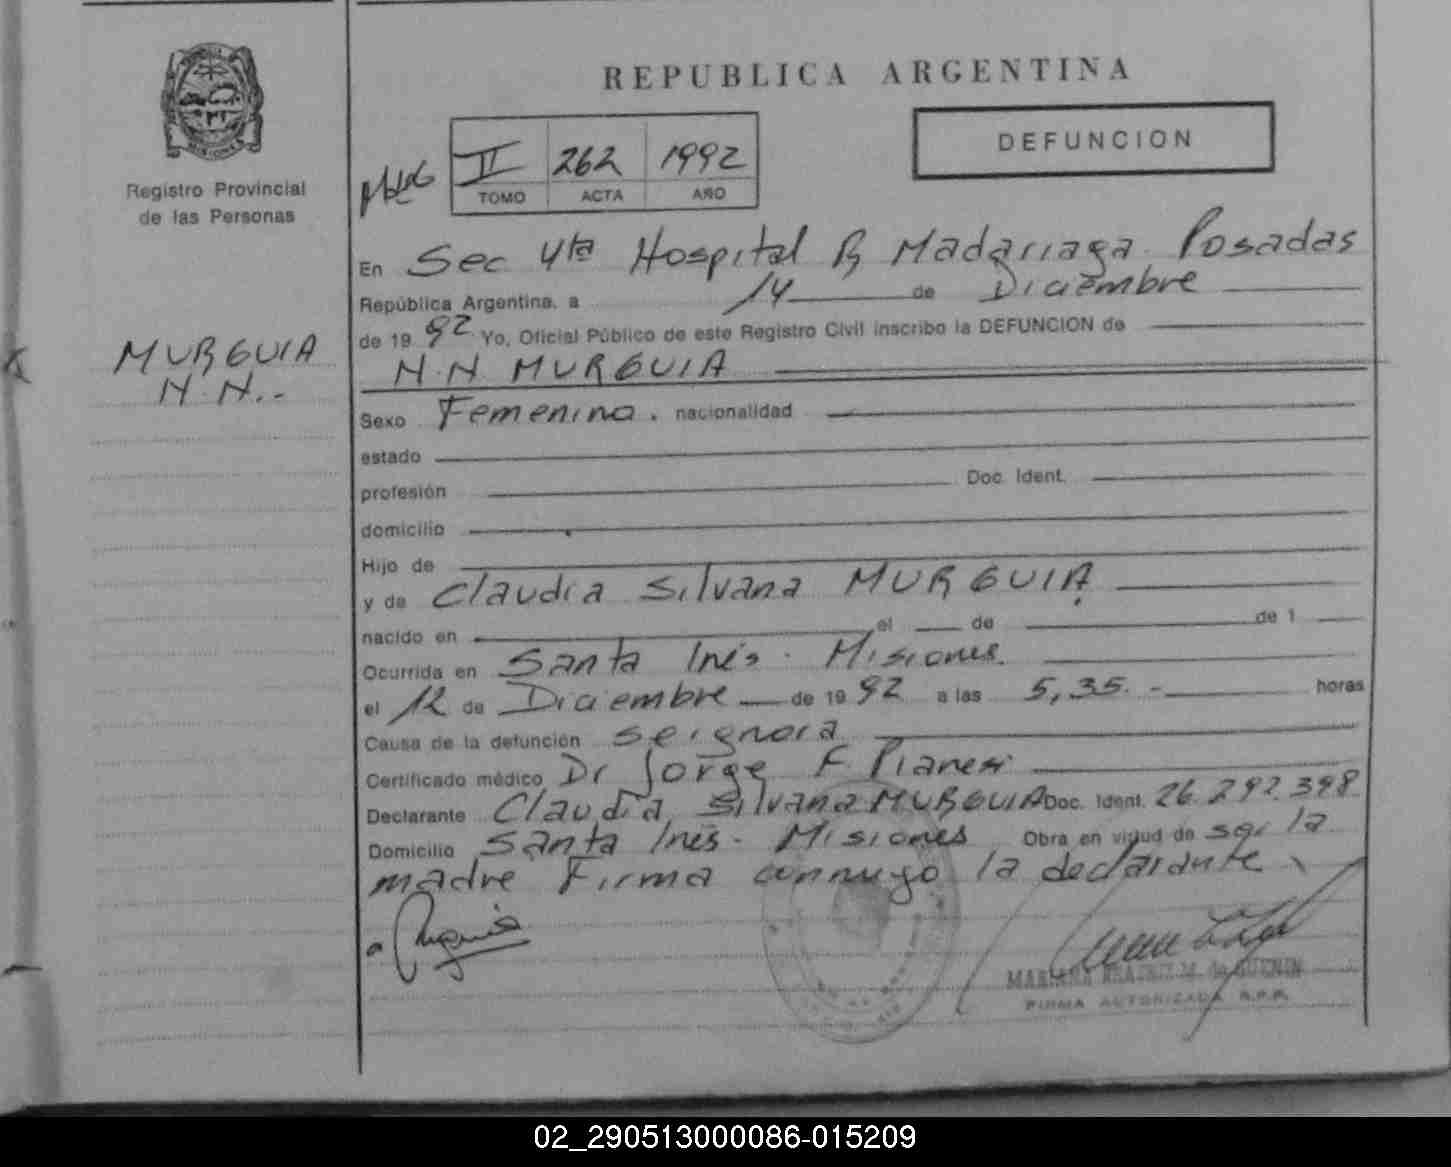 REPUBLICA ARGENTINA
DEFUNCION
II 262 1992
TOMO ACTA AÑO
Registro Provincial
de las Personas
En Sec 4ta Hospital R Madariaga Posadas
República Argentina, a 14 de Diciembre
de 1992 Yo, Oficial Público de este Registro Civil inscribo la DEFUNCION de
MURGUIA
N.N.-
N.N MURGUIA
Sexo Femenino. nacionalidad
estado
profesión Doc. Ident.
domicilio
Hijo de
y de Claudia Silvana MURGUIA
nacido en el de de 1
Ocurrida en Santa Inés. Misiones.
el 12 de Diciembre de 1992 a las 5,35.- horas
Causa de la defunción se ignora
Certificado médico Dr Jorge F. Pianesi
Declarante Claudia Silvana MURGUIA Doc. Ident. 26.292.398
Domicilio Santa Inés- Misiones Obra en virtud de ser la
madre Firma conmigo la declarante
FIRMA AUTORIZADA R.P.P.
02_290513000086-015209